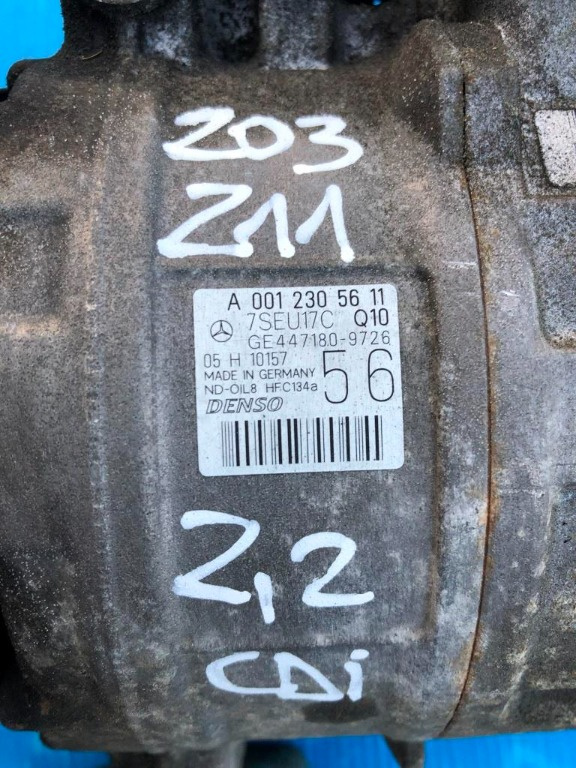 203
211
A 001 230 56 11
7SEU17C Q10
GE447180-9726
05 H 10157
MADE IN GERMANY
ND-OIL8 HFC134a
56
DENSO
2,2
CDi